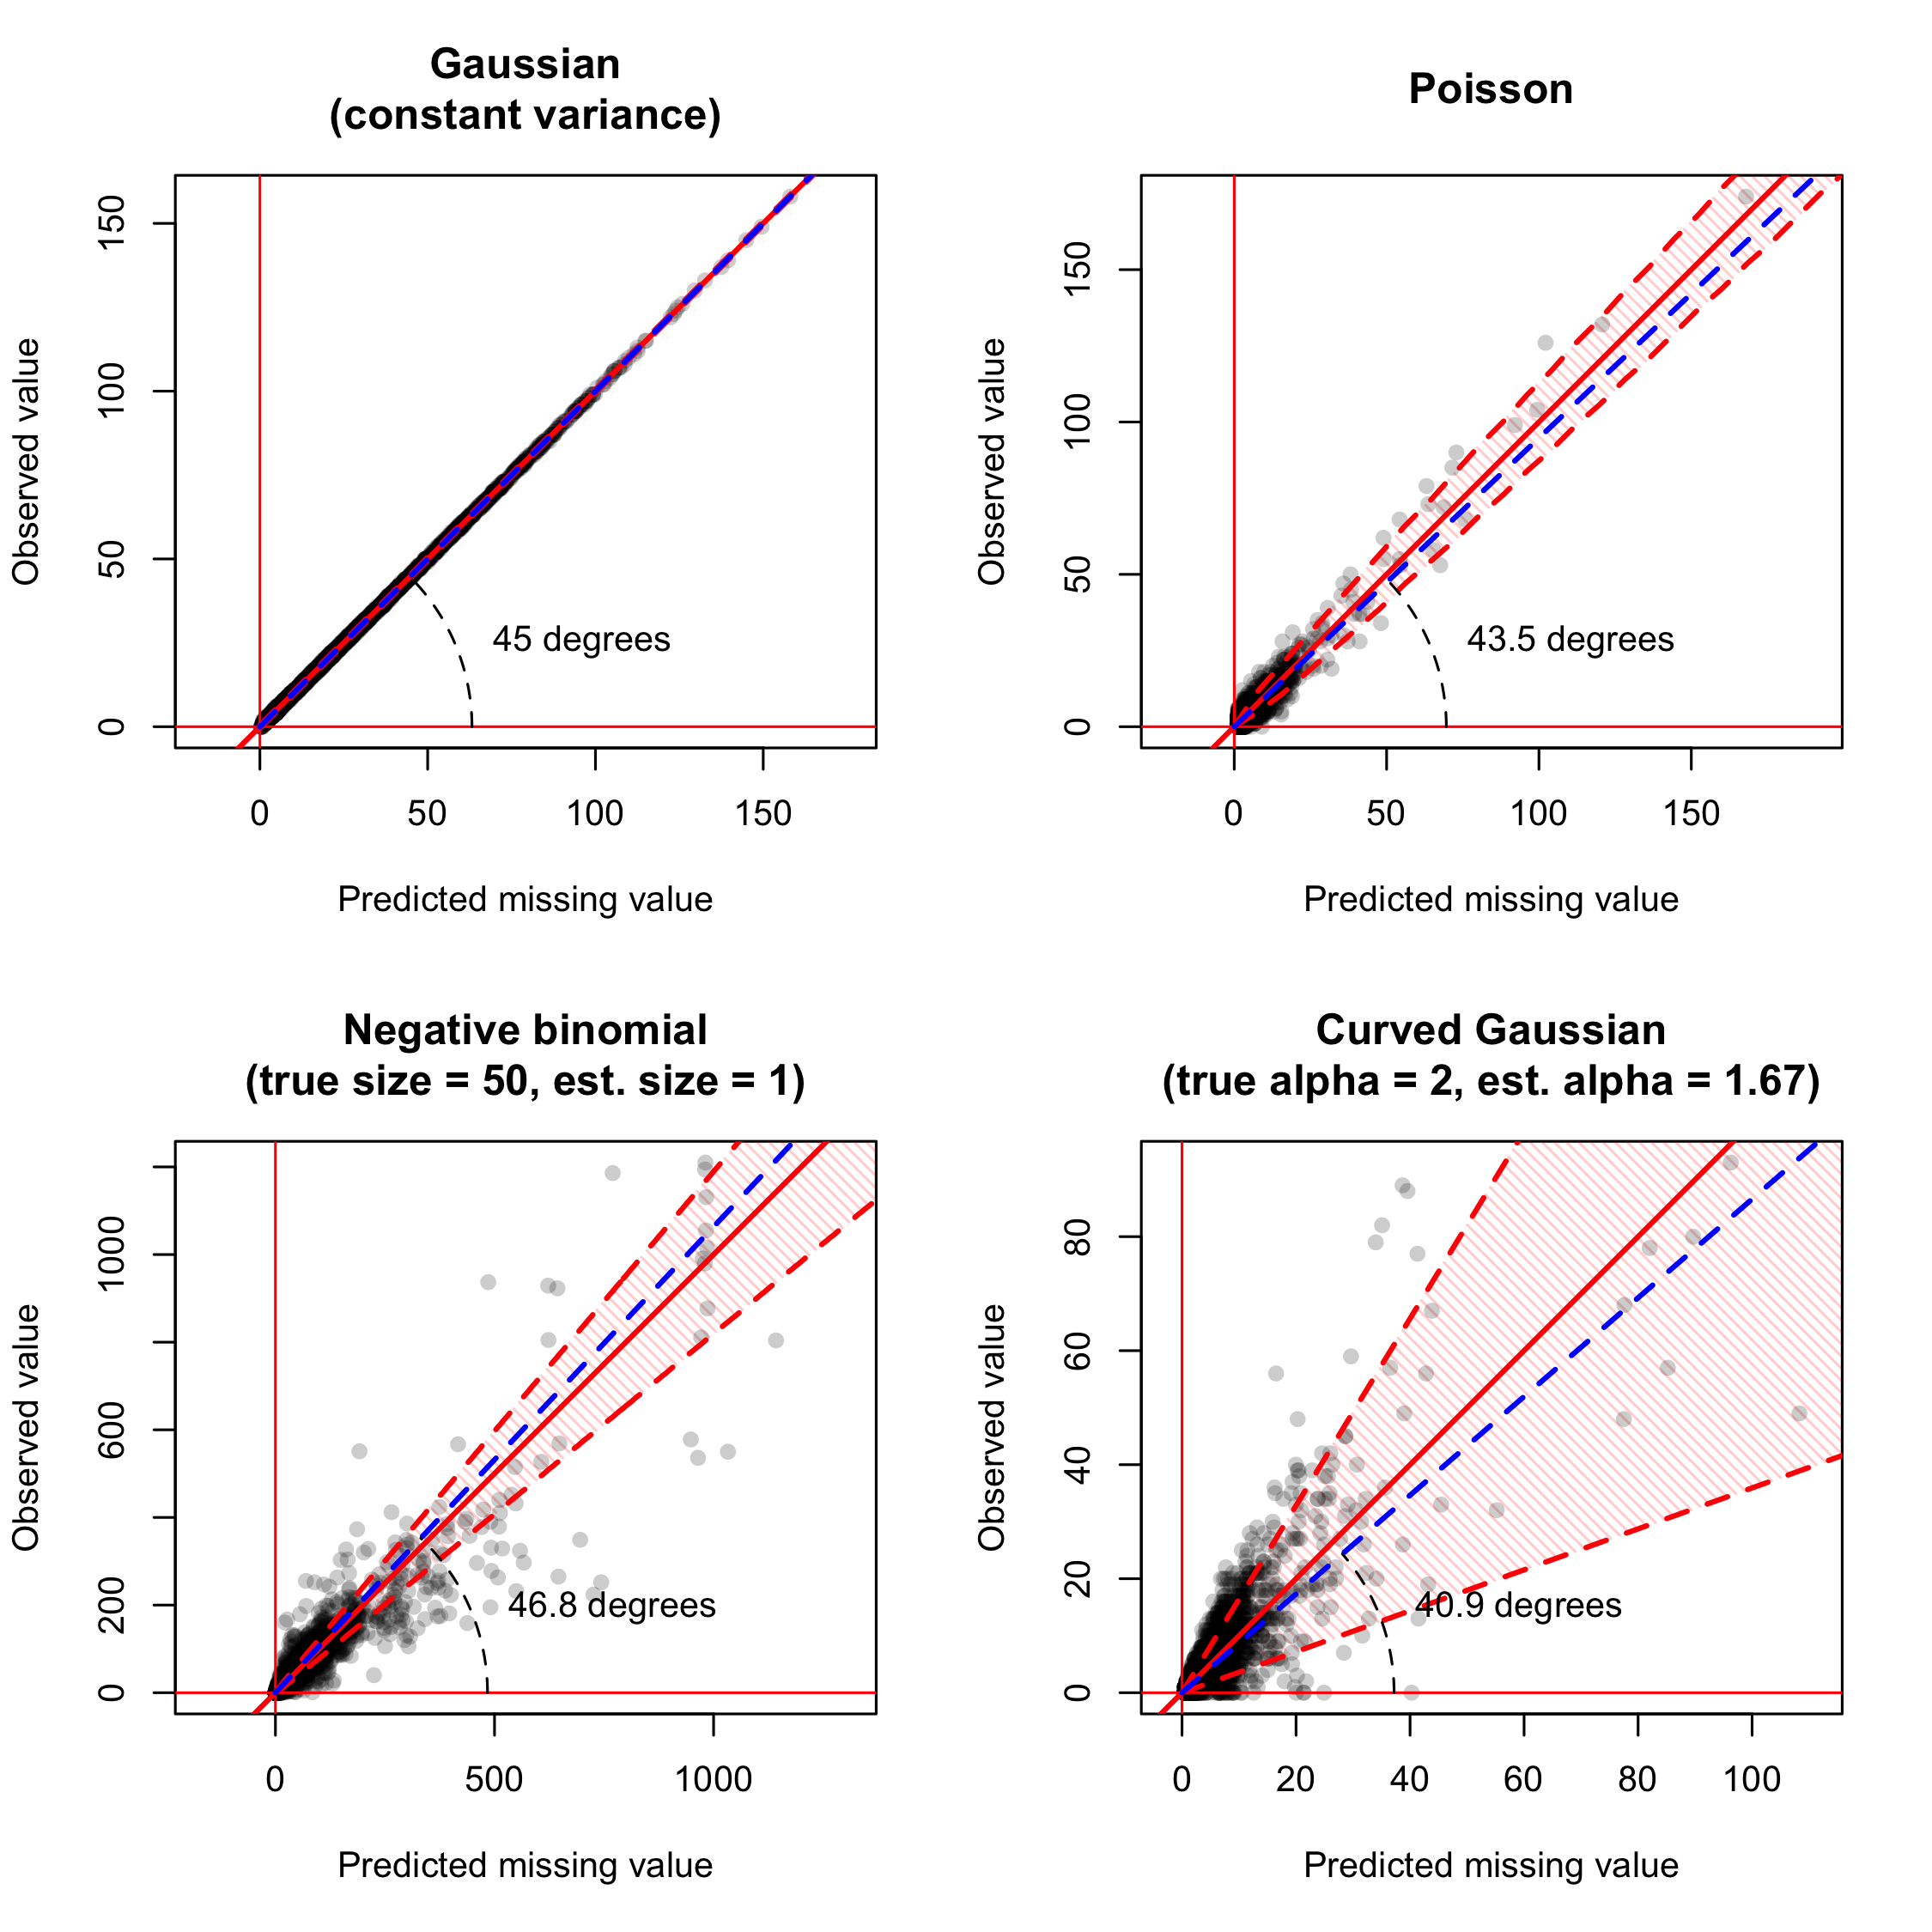 Gaussian
(constant variance)
Observed value
150
100
50
0
45 degrees
0 50 100 150
Predicted missing value
Poisson
Observed value
150
100
50
0
43.5 degrees
0 50 100 150
Predicted missing value
Negative binomial
(true size = 50, est. size = 1)
Observed value
1000
600
200
0
46.8 degrees
0 500 1000
Predicted missing value
Curved Gaussian
(true alpha = 2, est. alpha = 1.67)
Observed value
80
60
40
20
0
40.9 degrees
0 20 40 60 80 100
Predicted missing value